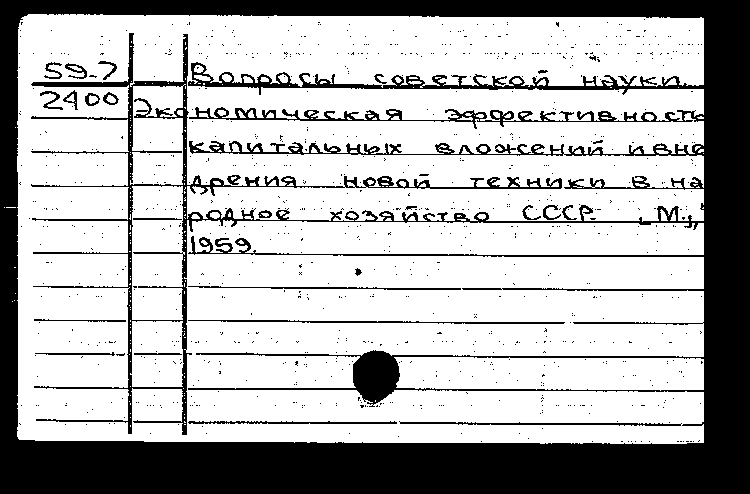 59-7 Вопросы советской науки.
2400 Экономическая эффективность
капитальных вложений и вне
дрения новой техники в на
родное хозяйство СССР. [М.],
1959.